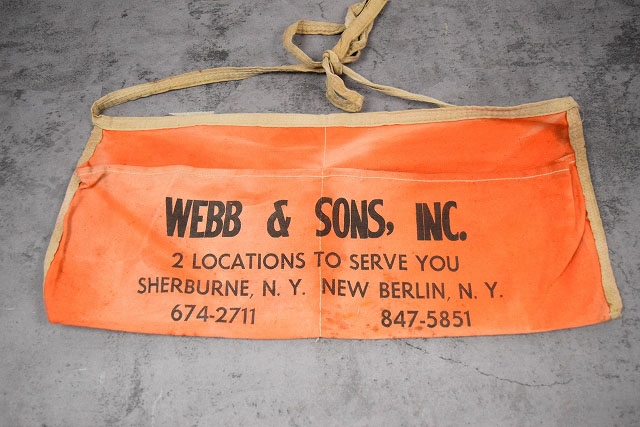 WEBB & SONS, INC.
2 LOCATIONS TO SERVE YOU
SHERBURNE, N. Y. NEW BERLIN, N. Y.
674-2711 847-5851